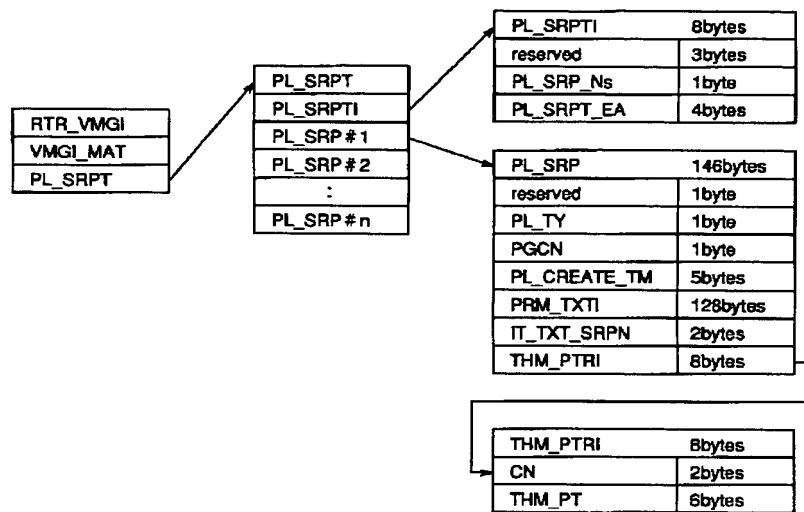 RTR_VMGI
VMGI_MAT
PL_SRPT
PL_SRPT
PL_SRPTI
PL_SRP#1
PL_SRP#2
:
PL_SRP#n
PL_SRPTI 8bytes
reserved 3bytes
PL_SRP_Ns 1byte
PL_SRPT_EA 4bytes
PL_SRP 146bytes
reserved 1byte
PL_TY 1byte
PGCN 1byte
PL_CREATE_TM 5bytes
PRM_TXTI 128bytes
IT_TXT_SRPN 2bytes
THM_PTRI 8bytes
THM_PTRI 8bytes
CN 2bytes
THM_PT 6bytes